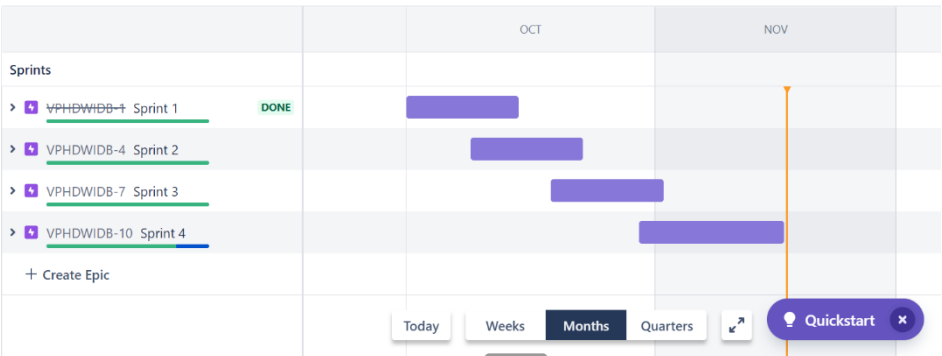 OCT NOV
Sprints
VPHDWIDB-1 Sprint 1 DONE
VPHDWIDB-4 Sprint 2
VPHDWIDB-7 Sprint 3
VPHDWIDB-10 Sprint 4
+ Create Epic
Today Weeks Months Quarters Quickstart